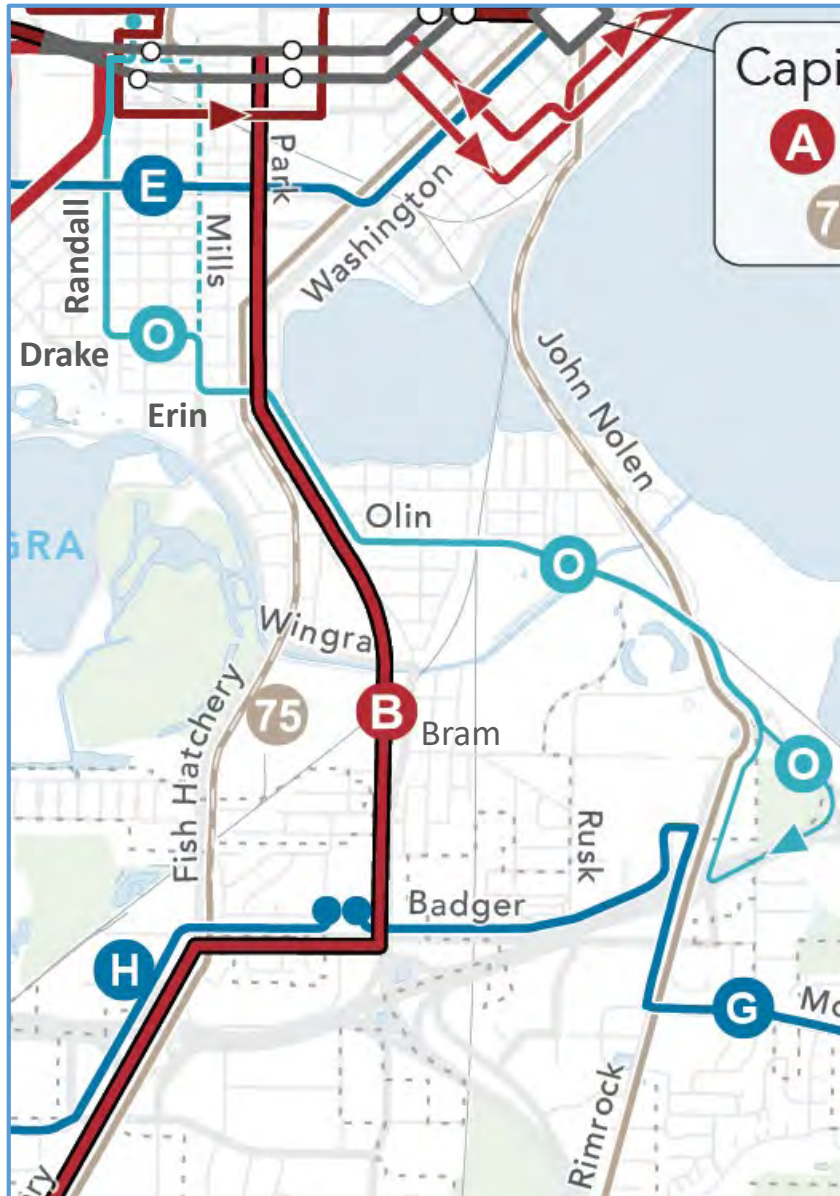 Capi
A
7
Park
E
Washington
Randall
Mills
O
Drake
John Nolen
Erin
GRA
Olin
O
Wingra
75
B
Bram
Fish Hatchery
O
Rusk
Badger
H
G
Mo
Rimrock
ry